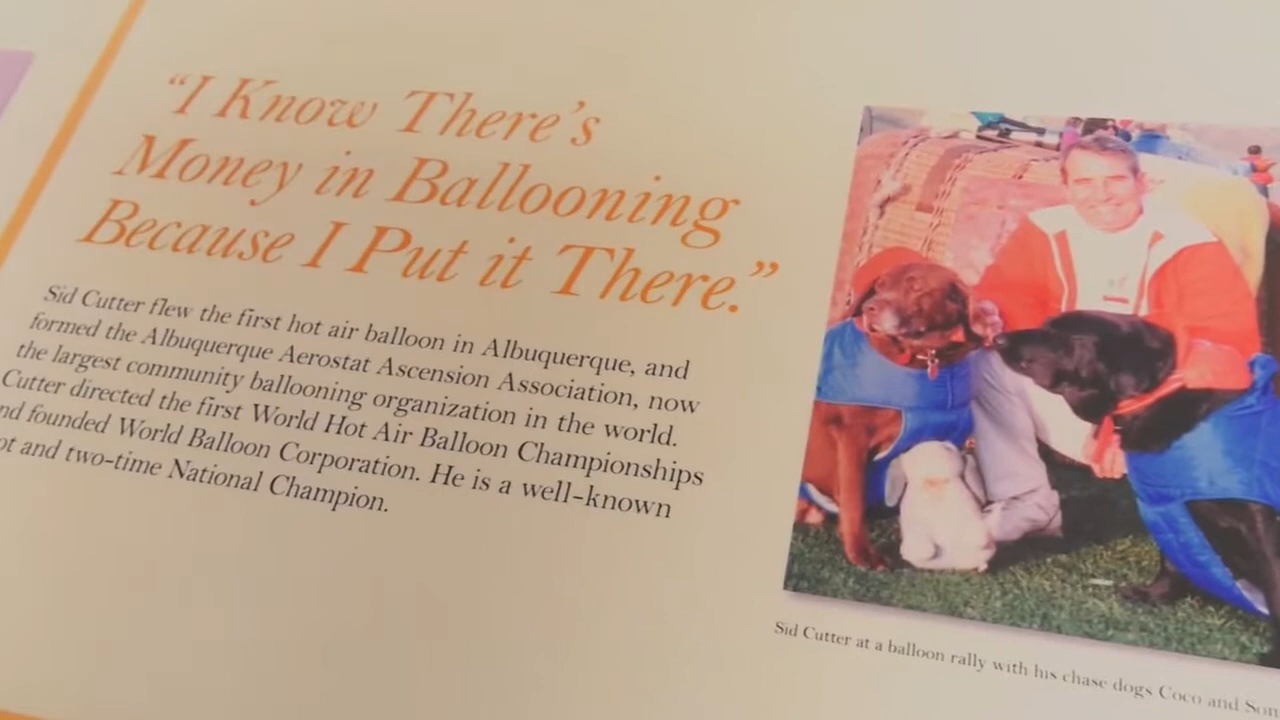 “I Know There’s
Money in Ballooning
Because I Put it There.”
Sid Cutter flew the first hot air balloon in Albuquerque, and
formed the Albuquerque Aerostat Ascension Association, now
the largest community ballooning organization in the world.
Cutter directed the first World Hot Air Balloon Championships
founded World Balloon Corporation. He is a well-known
and two-time National Champion.
Sid Cutter at a balloon rally with his chase dogs Coco and